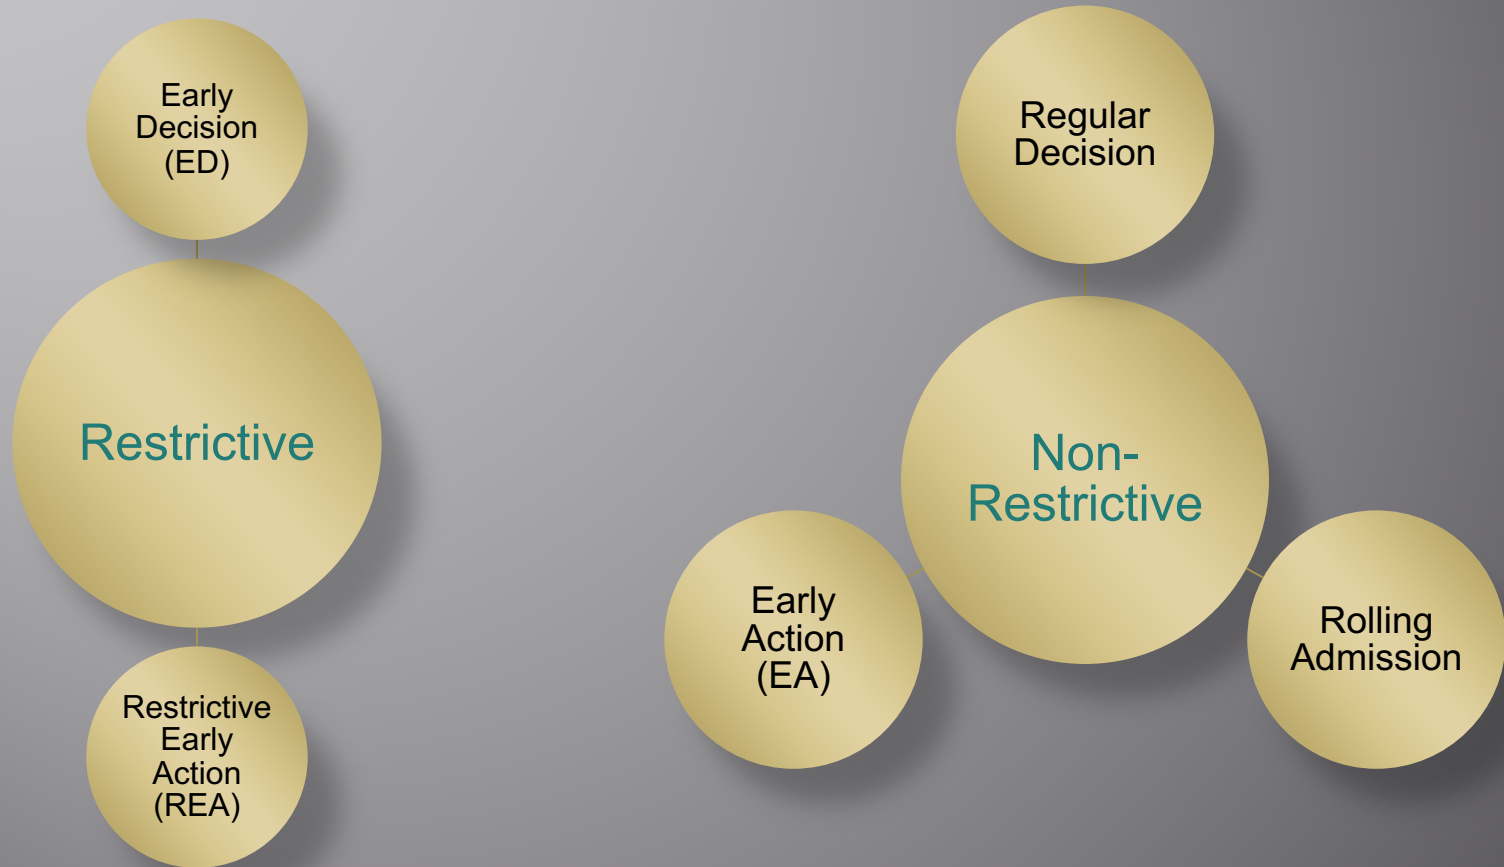 Early
Decision
(ED)
Restrictive
Restrictive
Early
Action
(REA)
Regular
Decision
Non-
Restrictive
Early
Action
(EA)
Rolling
Admission